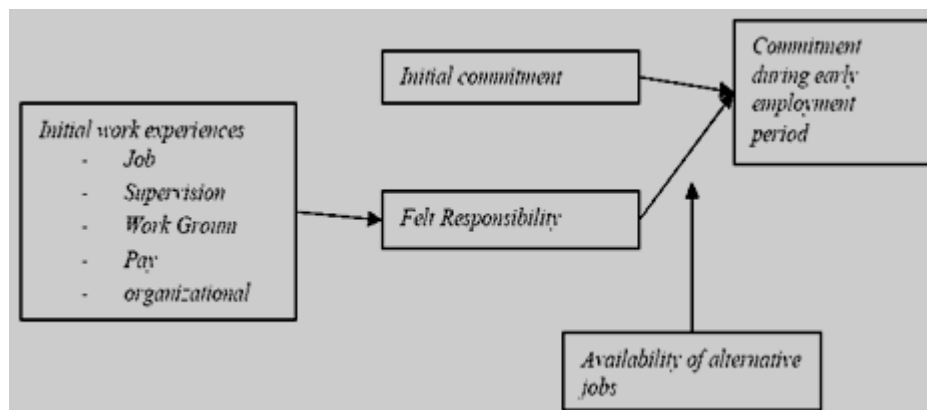 Initial work experiences
- Job
- Supervision
- Work Groun
- Pay
- organizational
Initial commitment
Felt Responsibility
Commitment
during early
employment
period
Availability of alternative
jobs